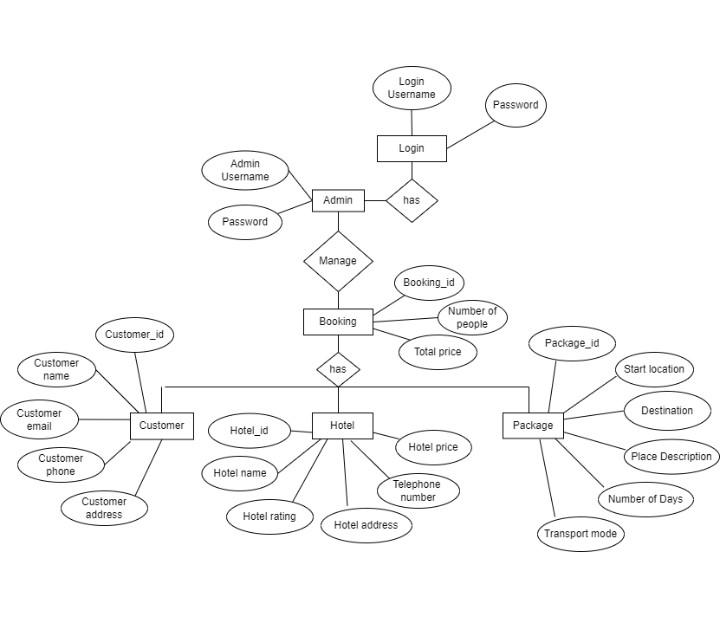 Login
Username
Password
Login
Admin
Username
Admin
has
Password
Manage
Booking_id
Number of
people
Booking
Total price
Customer_id
Package_id
Customer
name
has
Start location
Customer
email
Destination
Customer
Hotel_id
Hotel
Package
Hotel price
Place Description
Customer
phone
Hotel name
Telephone
number
Number of Days
Customer
address
Hotel rating
Hotel address
Transport mode